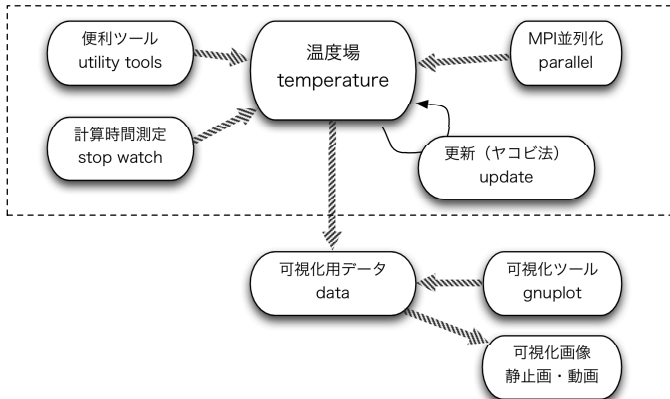 便利ツール
utility tools
温度場
temperature
MPI並列化
parallel
計算時間測定
stop watch
更新（ヤコビ法）
update
可視化用データ
data
可視化ツール
gnuplot
可視化画像
静止画・動画